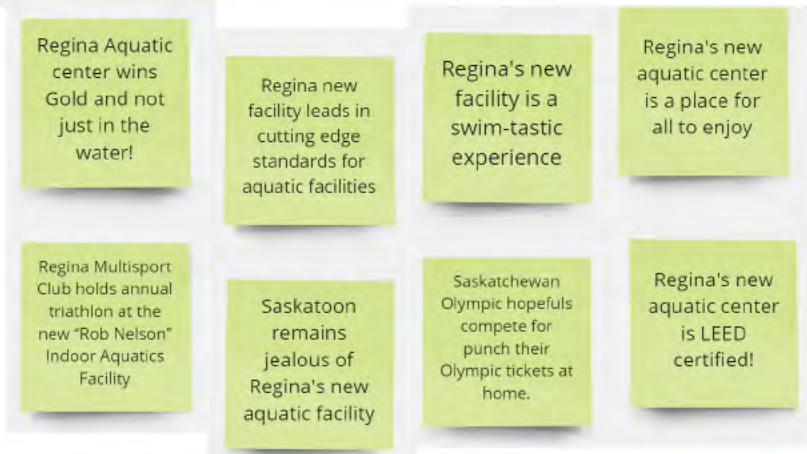 Regina Aquatic
center wins
Gold and not
just in the
water!
Regina new
facility leads in
cutting edge
standards for
aquatic facilities
Regina's new
facility is a
swim-tastic
experience
Regina's new
aquatic center
is a place for
all to enjoy
Regina Multisport
Club holds annual
triathlon at the
new “Rob Nelson”
Indoor Aquatics
Facility
Saskatoon
remains
jealous of
Regina's new
aquatic facility
Saskatchewan
Olympic hopefuls
compete for
punch their
Olympic tickets at
home.
Regina's new
aquatic center
is LEED
certified!